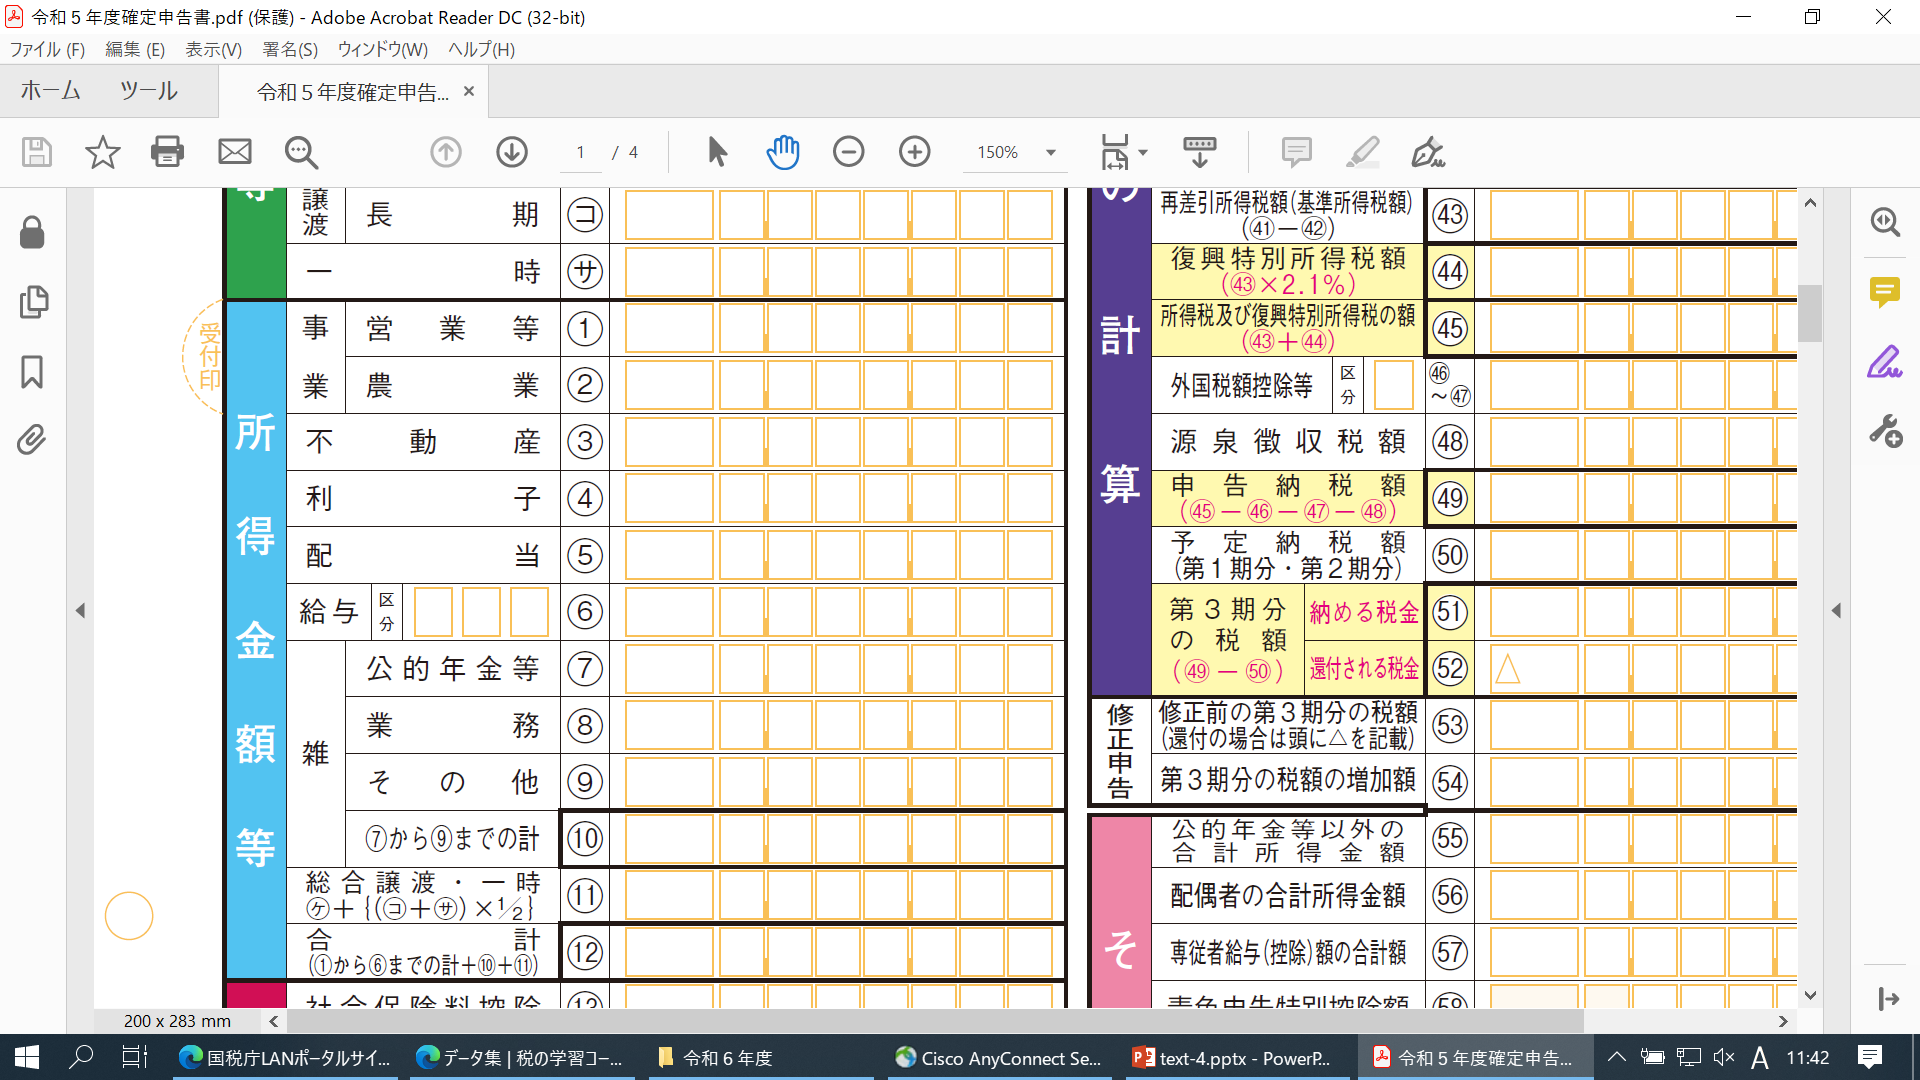 令和５年度確定申告書.pdf (保護) - Adobe Acrobat Reader DC (32-bit)
ファイル(F) 編集(E) 表示(V) 署名(S) ウィンドウ(W) ヘルプ(H)
ホーム ツール 令和５年度確定申告... ×
1 / 4 150%
受付印
譲渡 長期 ㋙
一時 ㋚
所得金額等
事業 営業等 ①
農業 ②
不動産 ③
利子 ④
配当 ⑤
給与 区分 ⑥
雑 公的年金等 ⑦
業務 ⑧
その他 ⑨
⑦から⑨までの計 ⑩
総合譲渡・一時 ⑪
㋘＋{(㋙＋㋚)×1/2}
合計 ⑫
(①から⑥までの計＋⑩＋⑪)
社会保険料控除 ⑬
の計算
再差引所得税額(基準所得税額) ㊸
(㊶－㊷)
復興特別所得税額 ㊹
(㊸×2.1％)
所得税及び復興特別所得税の額 ㊺
(㊸＋㊹)
外国税額控除等 区分 ㊻～㊼
源泉徴収税額 ㊽
申告納税額 ㊾
(㊺－㊻－㊼－㊽)
予定納税額 ㊿
(第１期分・第２期分)
第３期分の税額 納める税金 51
(㊾－㊿) 還付される税金 52 △
修正申告
修正前の第３期分の税額 53
(還付の場合は頭に△を記載)
第３期分の税額の増加額 54
そ
公的年金等以外の合計所得金額 55
配偶者の合計所得金額 56
専従者給与(控除)額の合計額 57
青色申告特別控除額 58
200 x 283 mm
国税庁LANポータルサイ... データ集 | 税の学習コー... 令和６年度 Cisco AnyConnect Se... text-4.pptx - PowerP... 令和５年度確定申告... A 11:42